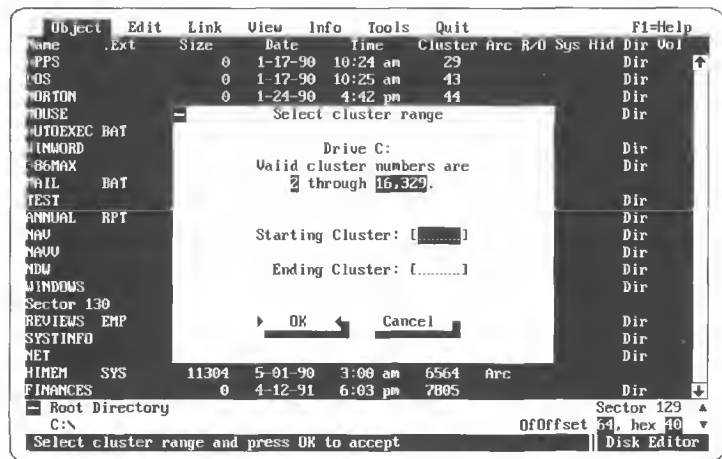 Object Edit Link View Info Tools Quit F1=Help
Name .Ext Size Date Time Cluster Arc R/O Sys Hid Dir Vol
APPS 0 1-17-90 10:24 am 29 Dir
DOS 0 1-17-90 10:25 am 43 Dir
NORTON 0 1-24-90 4:42 pm 44 Dir
MOUSE Dir
AUTOEXEC BAT
WINWORD Dir
386MAX Dir
MAIL BAT
TEST Dir
ANNUAL RPT Dir
NAV Dir
NAVV Dir
NDW Dir
WINDOWS Dir
Sector 130
REVIEWS EMP Dir
SYSTINFO Dir
NET Dir
HIMEM SYS 11304 5-01-90 3:00 am 6564 Arc
FINANCES 0 4-12-91 6:03 pm 7805 Dir
Select cluster range
Drive C:
Valid cluster numbers are
2 through 16,329.
Starting Cluster: [........]
Ending Cluster: [........]
OK Cancel
Root Directory Sector 129
C:\ OfOffset 64, hex 40
Select cluster range and press OK to accept Disk Editor